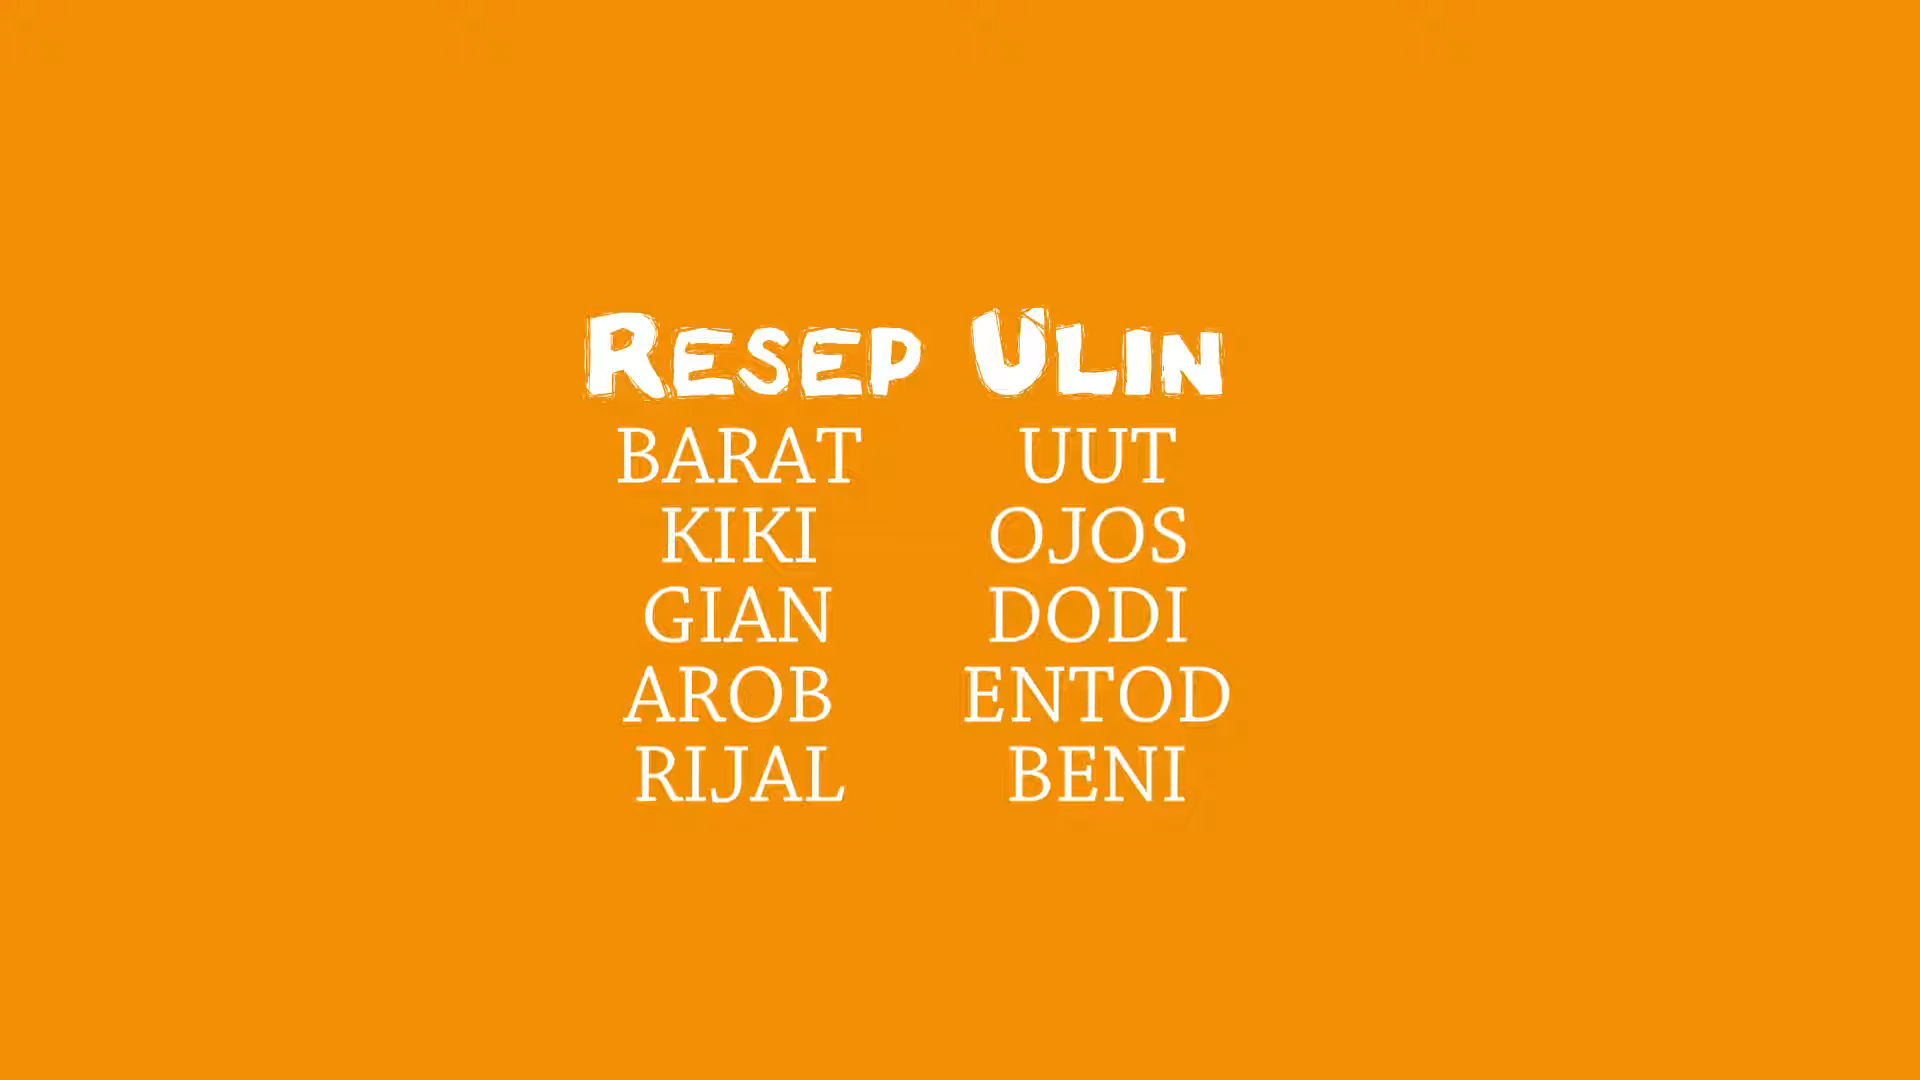 Resep Ulin
BARAT UUT
KIKI OJOS
GIAN DODI
AROB ENTOD
RIJAL BENI